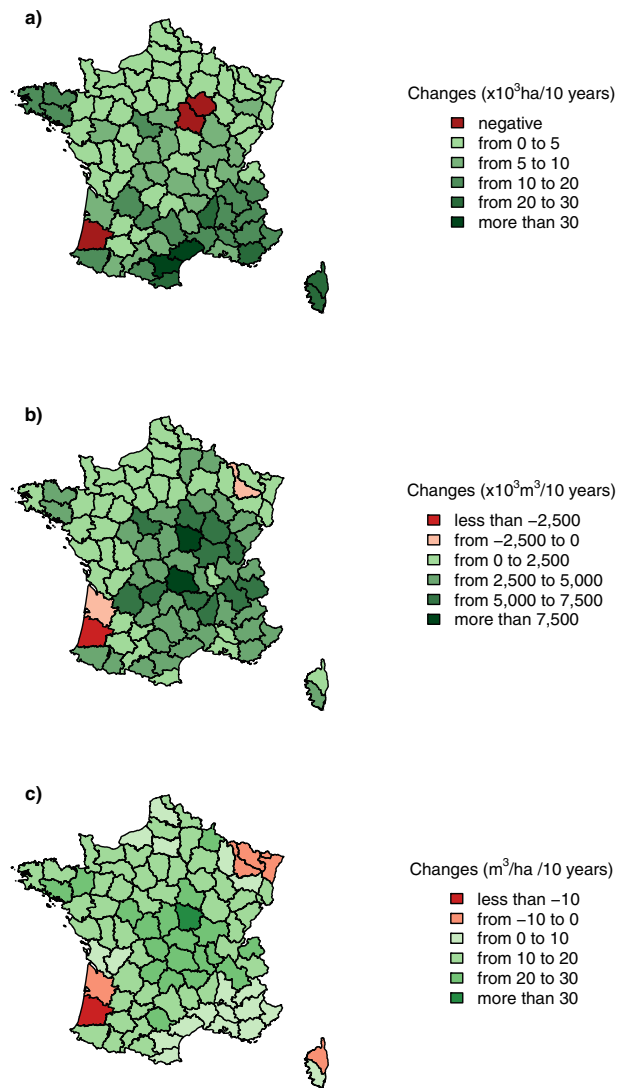 a)
Changes (x10³ha/10 years)
negative
from 0 to 5
from 5 to 10
from 10 to 20
from 20 to 30
more than 30
b)
Changes (x10³m³/10 years)
less than −2,500
from −2,500 to 0
from 0 to 2,500
from 2,500 to 5,000
from 5,000 to 7,500
more than 7,500
c)
Changes (m³/ha /10 years)
less than −10
from −10 to 0
from 0 to 10
from 10 to 20
from 20 to 30
more than 30